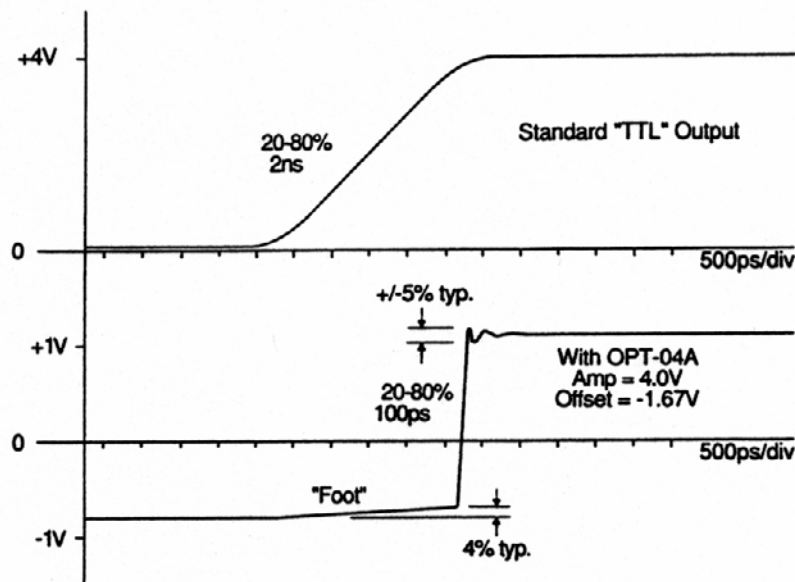 +4V
20-80%
2ns
Standard "TTL" Output
0
500ps/div
+/-5% typ.
+1V
With OPT-04A
Amp = 4.0V
Offset = -1.67V
20-80%
100ps
0
500ps/div
"Foot"
-1V
4% typ.